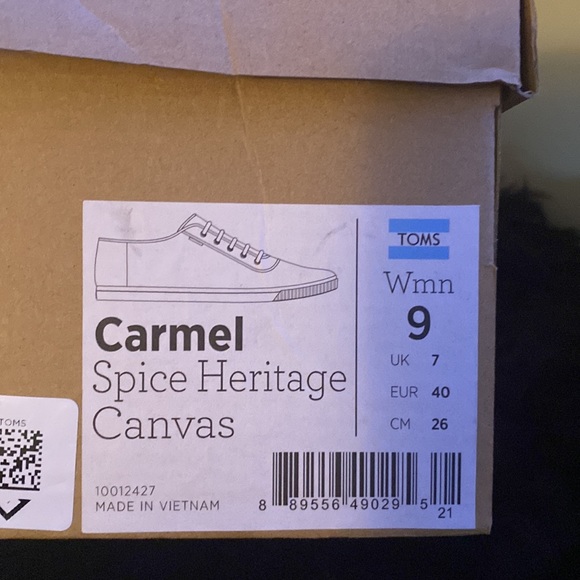 TOMS
Wmn
9
UK 7
EUR 40
CM 26
Carmel
Spice Heritage
Canvas
10012427
MADE IN VIETNAM
8 89556 49029 5 21
TOMS